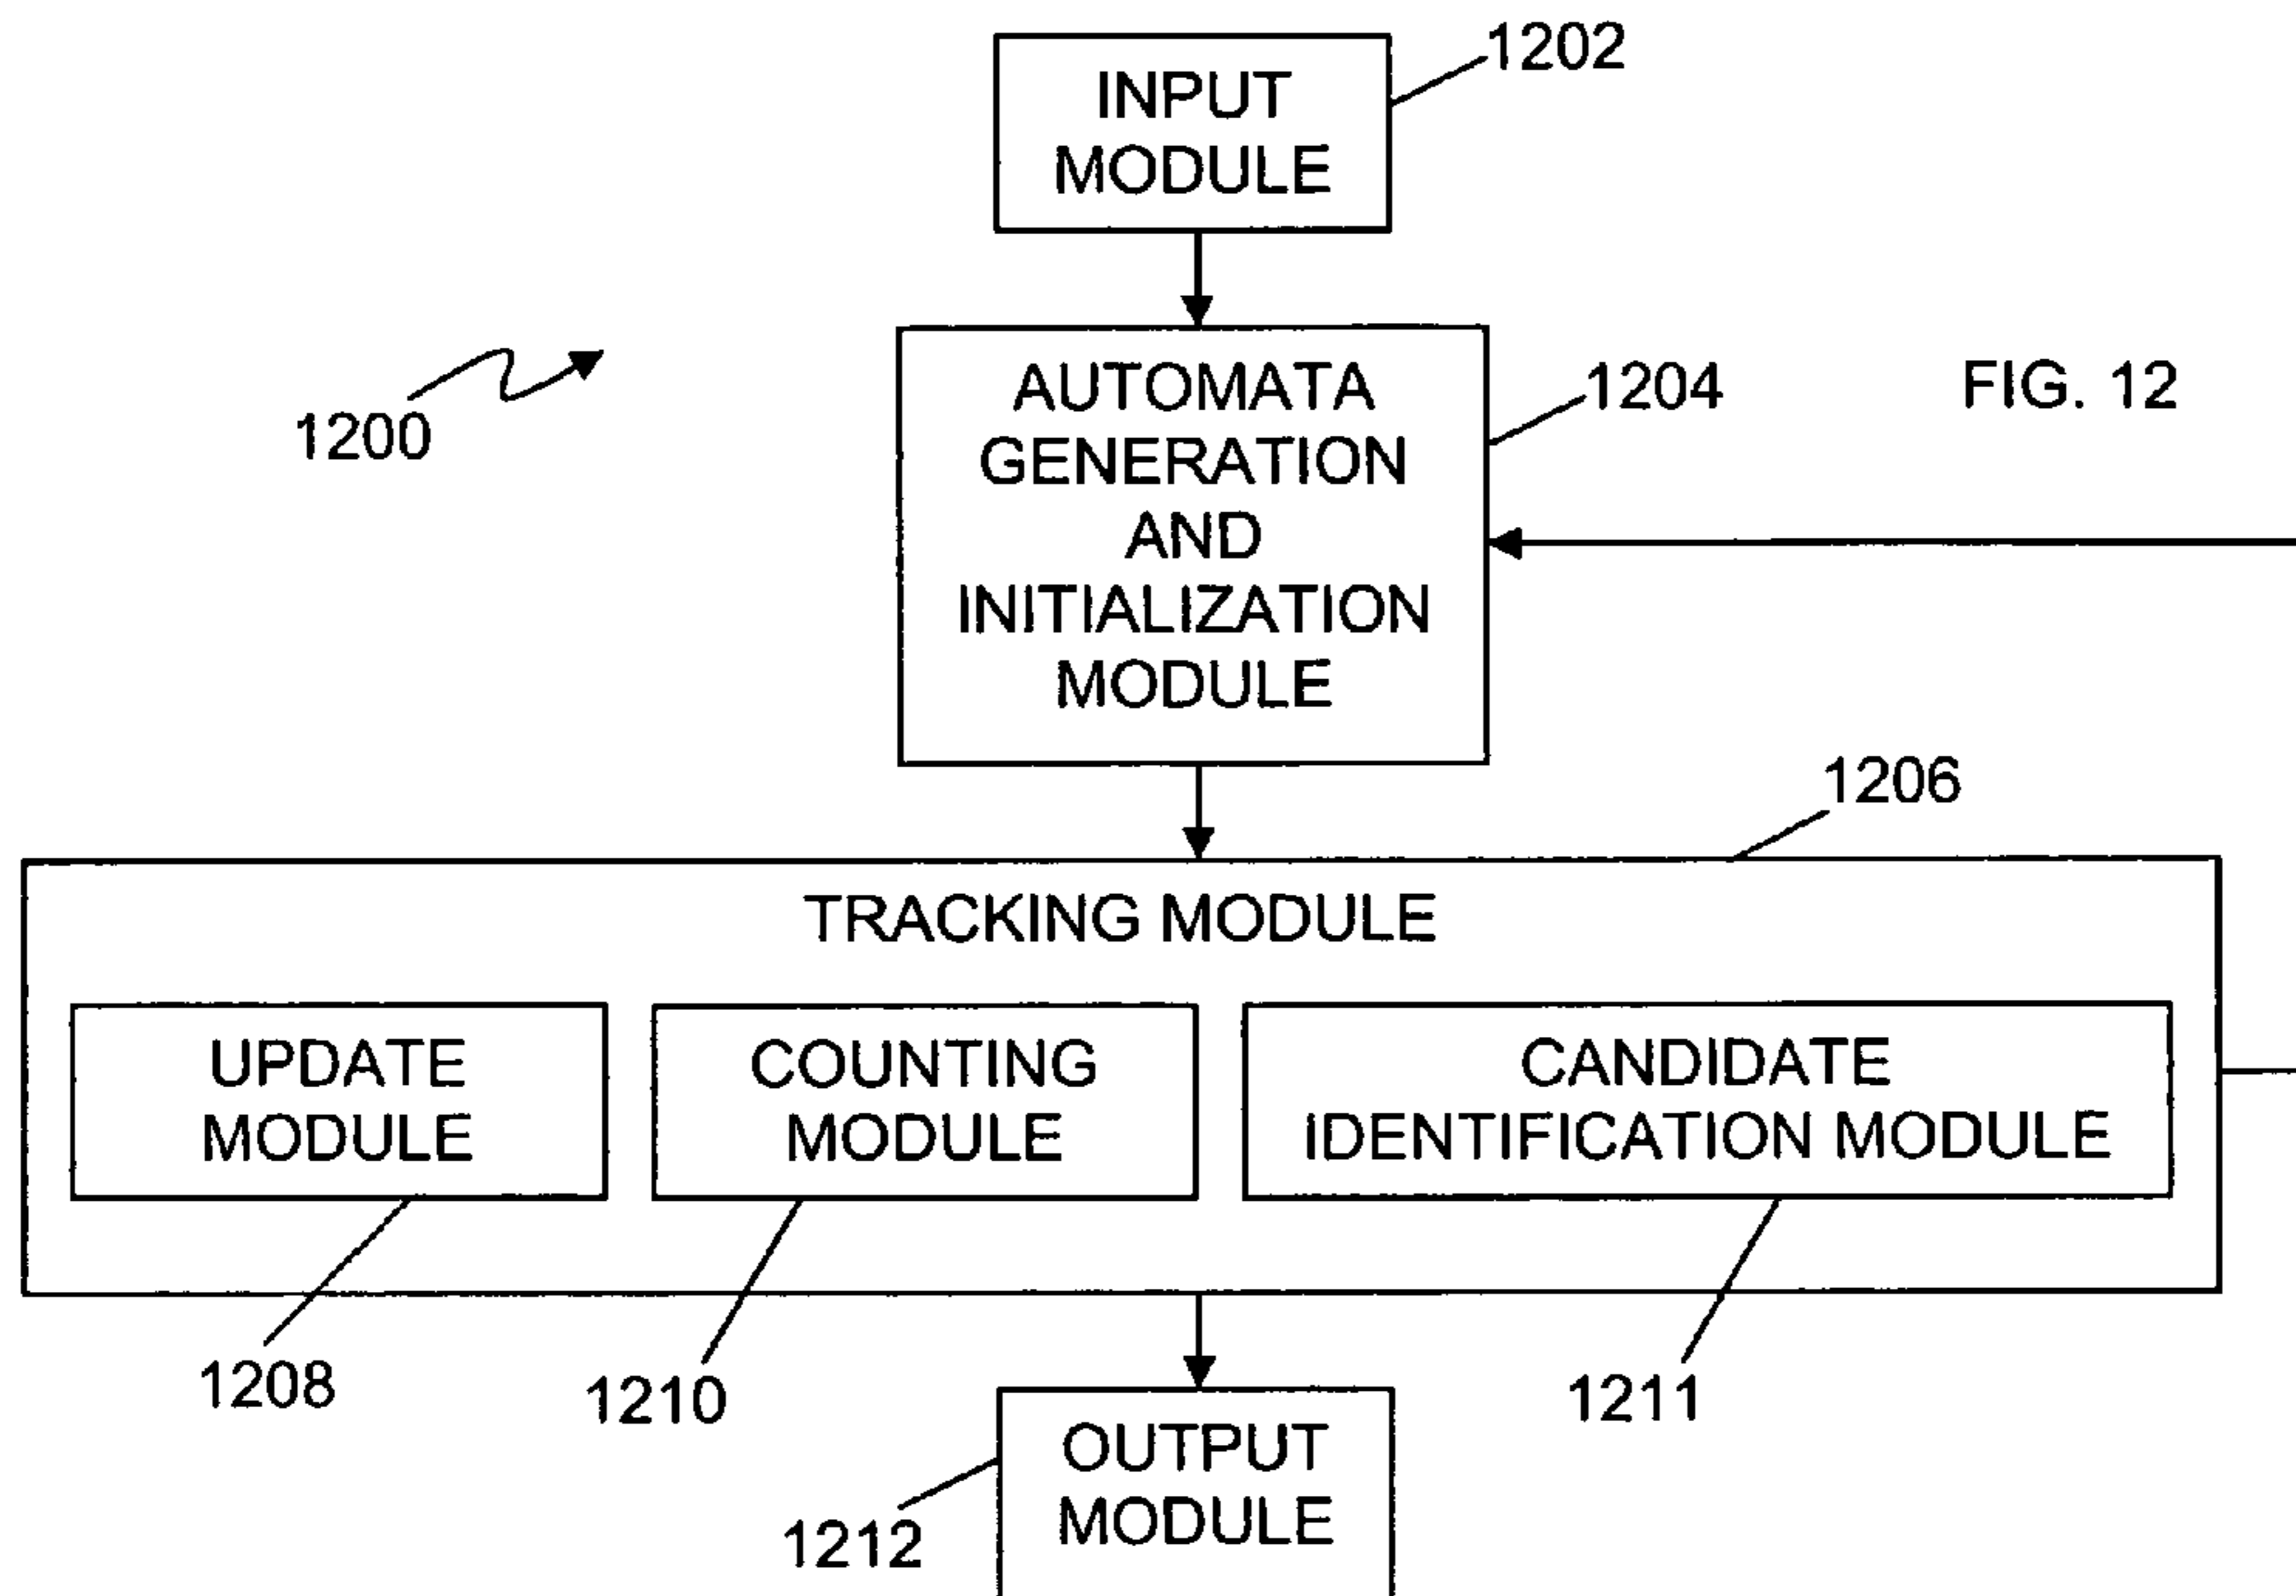 1202
INPUT
MODULE
1204
FIG. 12
AUTOMATA
GENERATION
AND
INITIALIZATION
MODULE
1200
1206
TRACKING MODULE
UPDATE
MODULE
COUNTING
MODULE
CANDIDATE
IDENTIFICATION MODULE
1208
1210
1211
OUTPUT
MODULE
1212